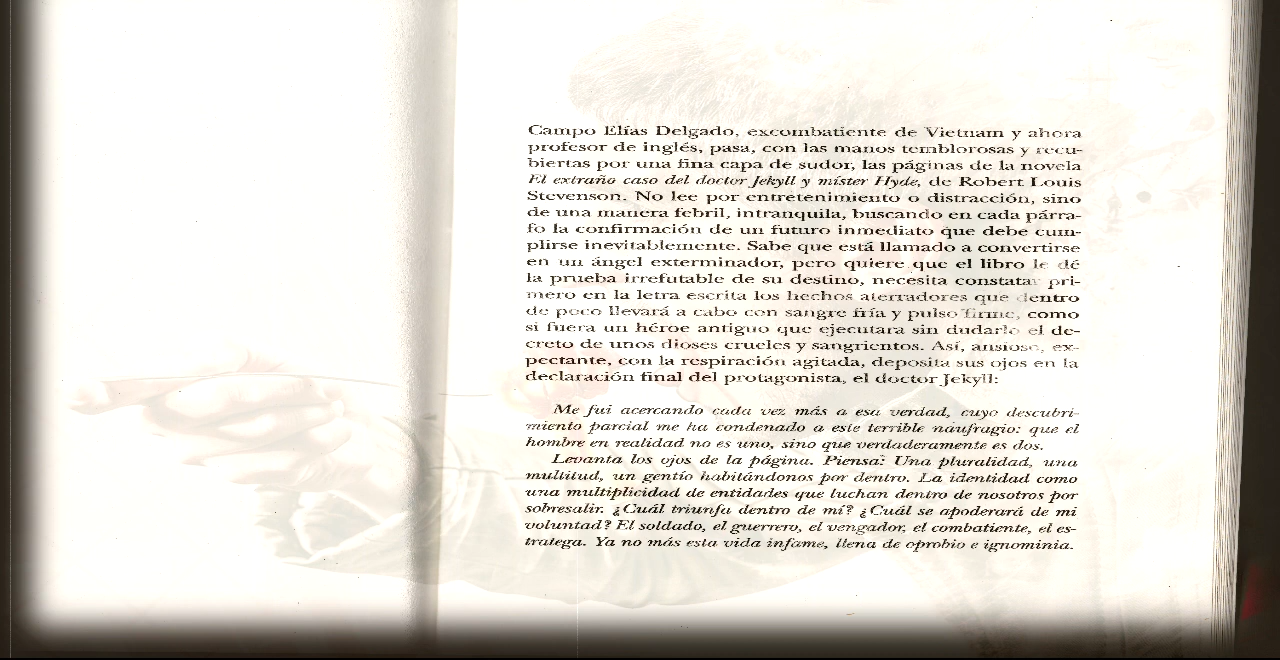 Campo Elías Delgado, excombatiente de Vietnam y ahora
profesor de inglés, pasa, con las manos temblorosas y recu-
biertas por una fina capa de sudor, las páginas de la novela
El extraño caso del doctor Jekyll y míster Hyde, de Robert Louis
Stevenson. No lee por entretenimiento o distracción, sino
de una manera febril, intranquila, buscando en cada párra-
fo la confirmación de un futuro inmediato que debe cum-
plirse inevitablemente. Sabe que está llamado a convertirse
en un ángel exterminador, pero quiere que el libro le dé
la prueba irrefutable de su destino, necesita constatar pri-
mero en la letra escrita los hechos aterradores que dentro
de poco llevará a cabo con sangre fría y pulso firme, como
si fuera un héroe antiguo que ejecutara sin dudarlo el de-
creto de unos dioses crueles y sangrientos. Así, ansioso, ex-
pectante, con la respiración agitada, deposita sus ojos en la
declaración final del protagonista, el doctor Jekyll:
Me fui acercando cada vez más a esa verdad, cuyo descubri-
miento parcial me ha condenado a este terrible naufragio: que el
hombre en realidad no es uno, sino que verdaderamente es dos.
Levanta los ojos de la página. Piensa: Una pluralidad, una
multitud, un gentío habitándonos por dentro. La identidad como
una multiplicidad de entidades que luchan dentro de nosotros por
sobresalir. ¿Cuál triunfa dentro de mí? ¿Cuál se apoderará de mi
voluntad? El soldado, el guerrero, el vengador, el combatiente, el es-
tratega. Ya no más esta vida infame, llena de oprobio e ignominia.